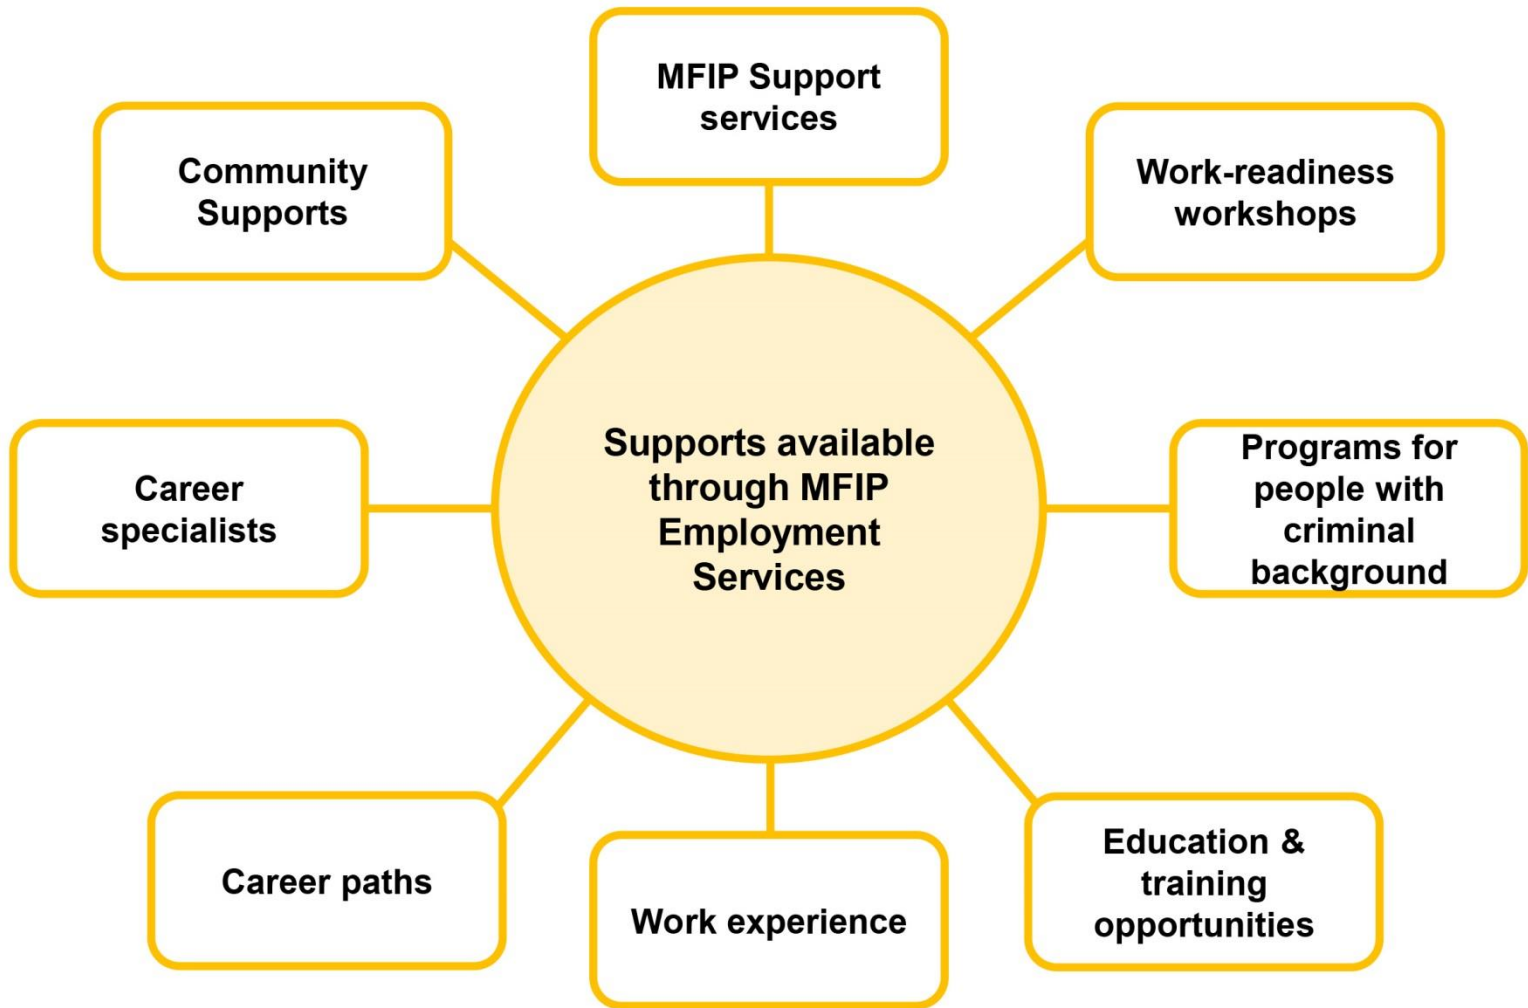 MFIP Support
services
Community
Supports
Work-readiness
workshops
Supports available
through MFIP
Employment
Services
Career
specialists
Programs for
people with
criminal
background
Career paths
Work experience
Education &
training
opportunities